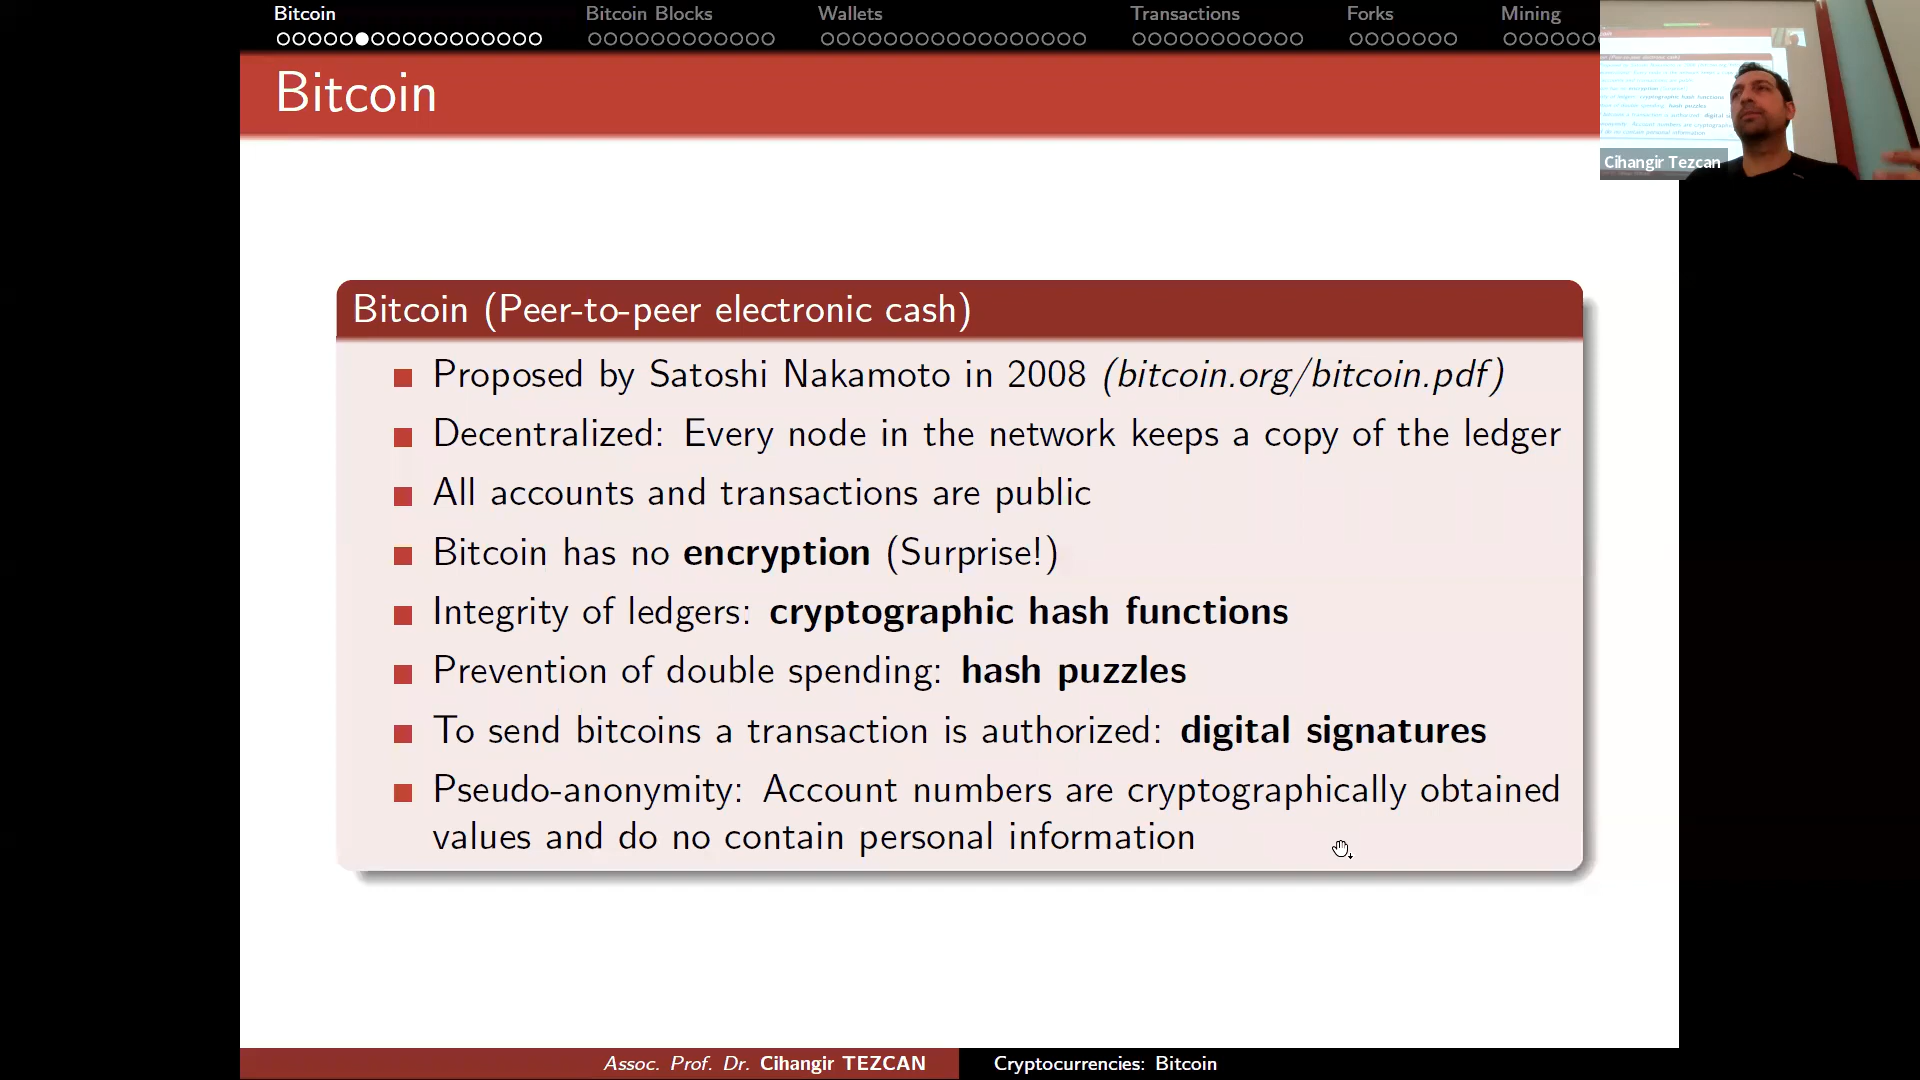 Bitcoin Bitcoin Blocks Wallets Transactions Forks Mining
Bitcoin
Cihangir Tezcan
Bitcoin (Peer-to-peer electronic cash)
Proposed by Satoshi Nakamoto in 2008 (bitcoin.org/bitcoin.pdf)
Decentralized: Every node in the network keeps a copy of the ledger
All accounts and transactions are public
Bitcoin has no encryption (Surprise!)
Integrity of ledgers: cryptographic hash functions
Prevention of double spending: hash puzzles
To send bitcoins a transaction is authorized: digital signatures
Pseudo-anonymity: Account numbers are cryptographically obtained
values and do no contain personal information
Assoc. Prof. Dr. Cihangir TEZCAN Cryptocurrencies: Bitcoin